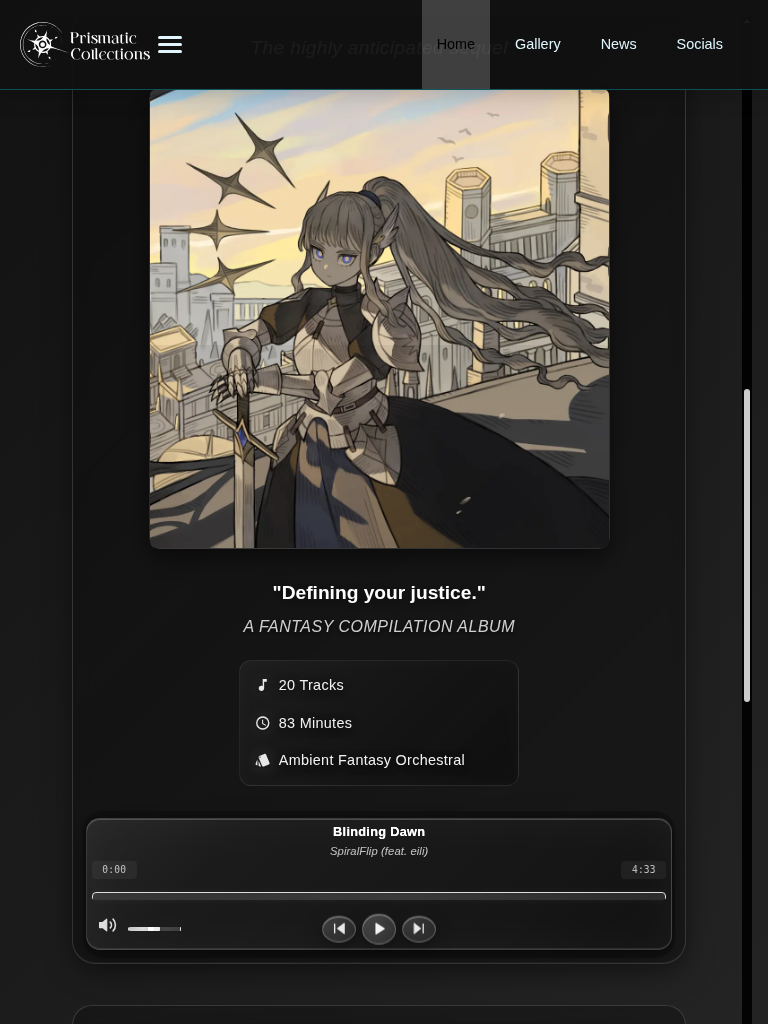 Prismatic
Collections
Home
Gallery
News
Socials
The highly anticipated sequel
"Defining your justice."
A FANTASY COMPILATION ALBUM
20 Tracks
83 Minutes
Ambient Fantasy Orchestral
Blinding Dawn
SpiralFlip (feat. eili)
0:00
4:33